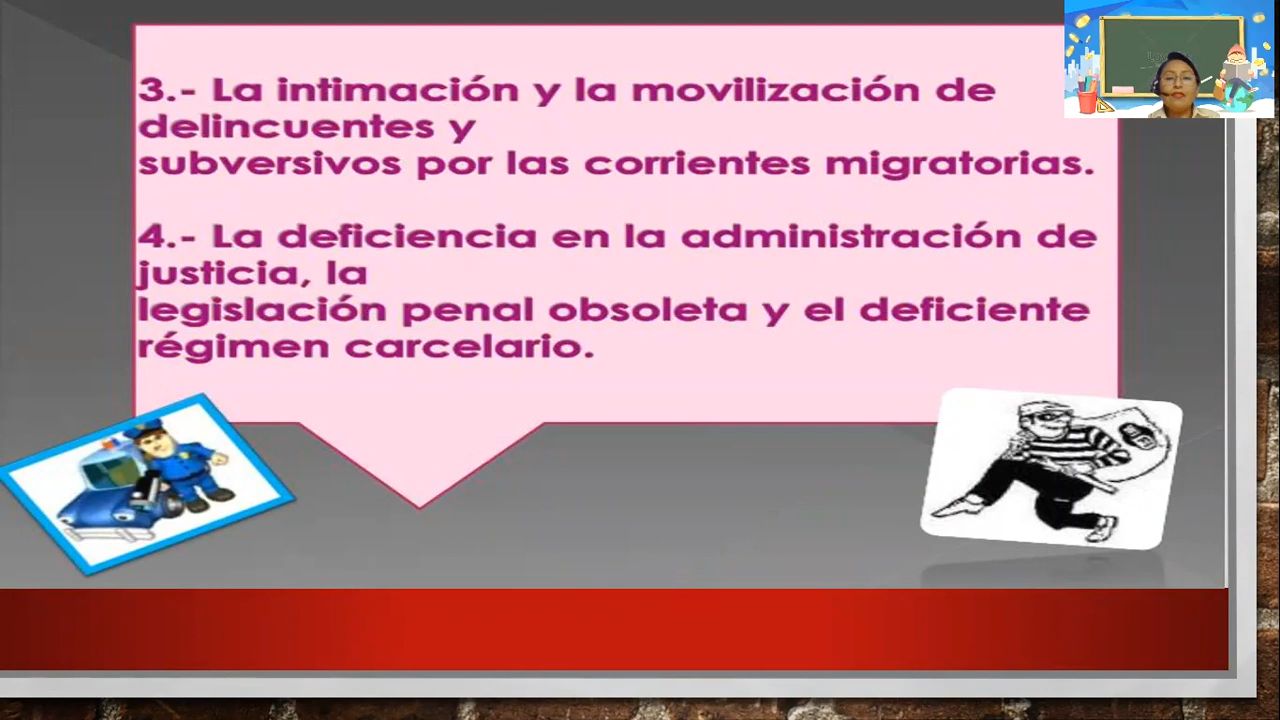 3.- La intimación y la movilización de
delincuentes y
subversivos por las corrientes migratorias.
4.- La deficiencia en la administración de
justicia, la
legislación penal obsoleta y el deficiente
régimen carcelario.